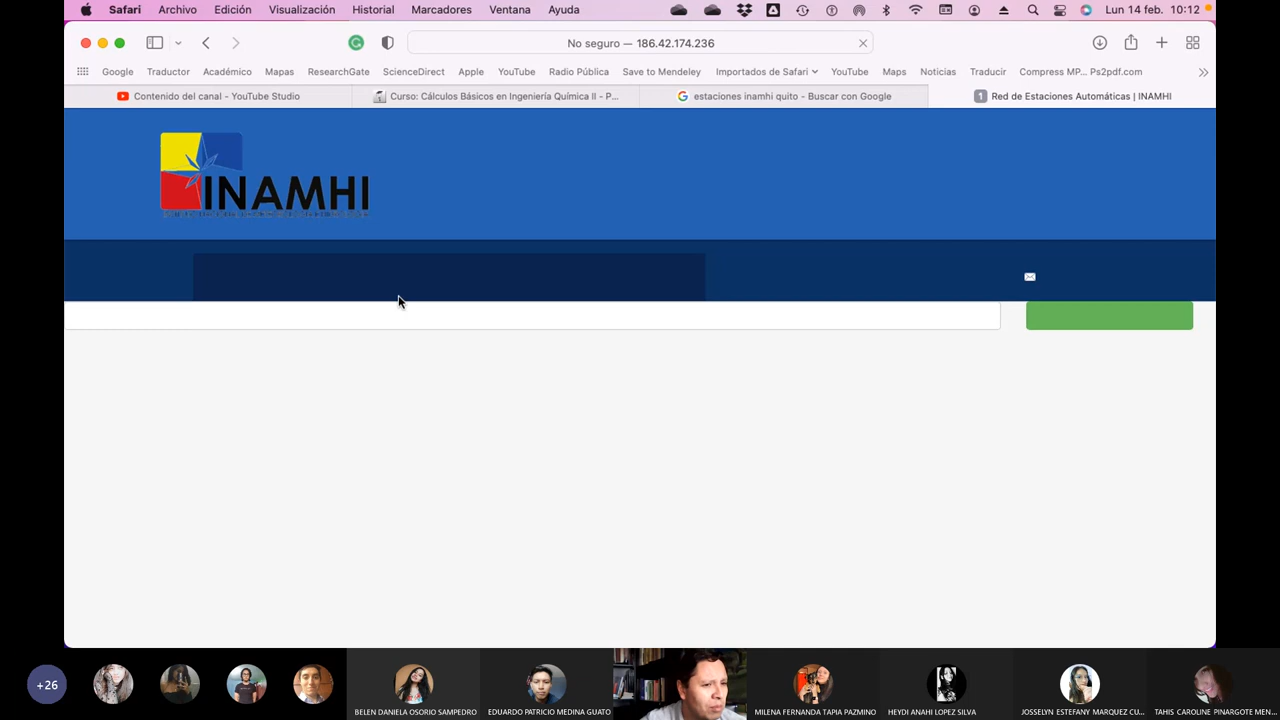 Safari Archivo Edición Visualización Historial Marcadores Ventana Ayuda Lun 14 feb. 10:12
No seguro — 186.42.174.236
Google Traductor Académico Mapas ResearchGate ScienceDirect Apple YouTube Radio Pública Save to Mendeley Importados de Safari YouTube Maps Noticias Traducir Compress MP... Ps2pdf.com
Contenido del canal - YouTube Studio
Curso: Cálculos Básicos en Ingeniería Química II - P...
estaciones inamhi quito - Buscar con Google
1 Red de Estaciones Automáticas | INAMHI
INAMHI
+26
BELEN DANIELA OSORIO SAMPEDRO
EDUARDO PATRICIO MEDINA GUATO
MILENA FERNANDA TAPIA PAZMINO
HEYDI ANAHI LOPEZ SILVA
JOSSELYN ESTEFANY MARQUEZ CU...
TAHIS CAROLINE PINARGOTE MEN...